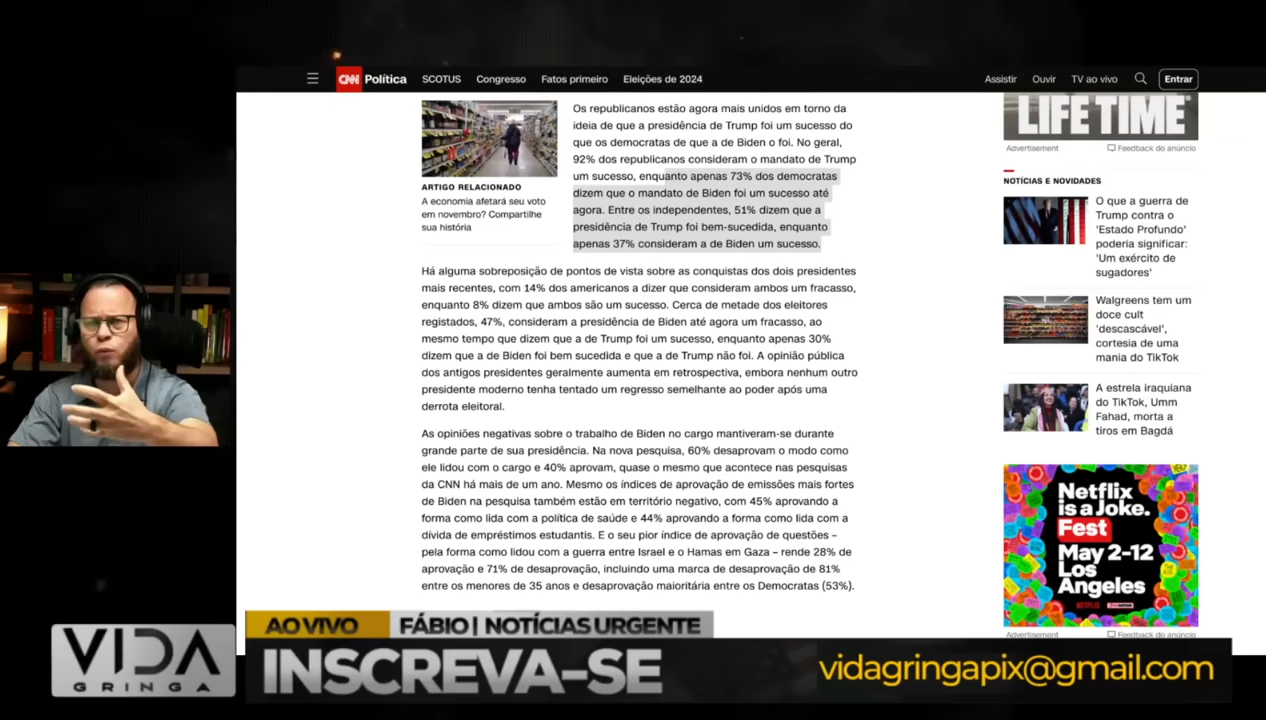 CNN Política SCOTUS Congresso Fatos primeiro Eleições de 2024 Assistir Ouvir TV ao vivo Entrar
ARTIGO RELACIONADO
A economia afetará seu voto
em novembro? Compartilhe
sua história
Os republicanos estão agora mais unidos em torno da
ideia de que a presidência de Trump foi um sucesso do
que os democratas de que a de Biden o foi. No geral,
92% dos republicanos consideram o mandato de Trump
um sucesso, enquanto apenas 73% dos democratas
dizem que o mandato de Biden foi um sucesso até
agora. Entre os independentes, 51% dizem que a
presidência de Trump foi bem-sucedida, enquanto
apenas 37% consideram a de Biden um sucesso.
Há alguma sobreposição de pontos de vista sobre as conquistas dos dois presidentes
mais recentes, com 14% dos americanos a dizer que consideram ambos um fracasso,
enquanto 8% dizem que ambos são um sucesso. Cerca de metade dos eleitores
registados, 47%, consideram a presidência de Biden até agora um fracasso, ao
mesmo tempo que dizem que a de Trump foi um sucesso, enquanto apenas 30%
dizem que a de Biden foi bem sucedida e que a de Trump não foi. A opinião pública
dos antigos presidentes geralmente aumenta em retrospectiva, embora nenhum outro
presidente moderno tenha tentado um regresso semelhante ao poder após uma
derrota eleitoral.
As opiniões negativas sobre o trabalho de Biden no cargo mantiveram-se durante
grande parte de sua presidência. Na nova pesquisa, 60% desaprovam o modo como
ele lidou com o cargo e 40% aprovam, quase o mesmo que acontece nas pesquisas
da CNN há mais de um ano. Mesmo os índices de aprovação de emissões mais fortes
de Biden na pesquisa também estão em território negativo, com 45% aprovando a
forma como lida com a política de saúde e 44% aprovando a forma como lida com a
dívida de empréstimos estudantis. E o seu pior índice de aprovação de questões –
pela forma como lidou com a guerra entre Israel e o Hamas em Gaza – rende 28% de
aprovação e 71% de desaprovação, incluindo uma marca de desaprovação de 81%
entre os menores de 35 anos e desaprovação maioritária entre os Democratas (53%).
LIFE TIME
Advertisement Feedback do anúncio
NOTÍCIAS E NOVIDADES
O que a guerra de
Trump contra o
'Estado Profundo'
poderia significar:
'Um exército de
sugadores'
Walgreens tem um
doce cult
'descascável',
cortesia de uma
mania do TikTok
A estrela iraquiana
do TikTok, Umm
Fahad, morta a
tiros em Bagdá
Netflix
is a Joke.
Fest
May 2-12
Los
Angeles
NETFLIX
Advertisement Feedback do anúncio
AO VIVO FÁBIO | NOTÍCIAS URGENTE
VIDA
GRINGA
INSCREVA-SE
vidagringapix@gmail.com